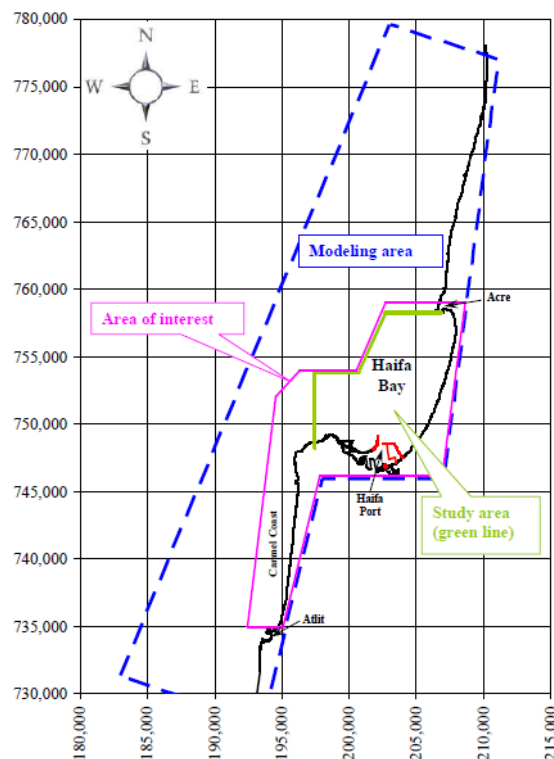 780,000
N
775,000
W E
S
770,000
765,000
Modeling area
760,000
Acre
Area of interest
755,000
Haifa
Bay
750,000
745,000
Haifa
Port
Study area
(green line)
740,000
Carmel Coast
735,000
Atlit
730,000
180,000
185,000
190,000
195,000
200,000
205,000
210,000
215,000